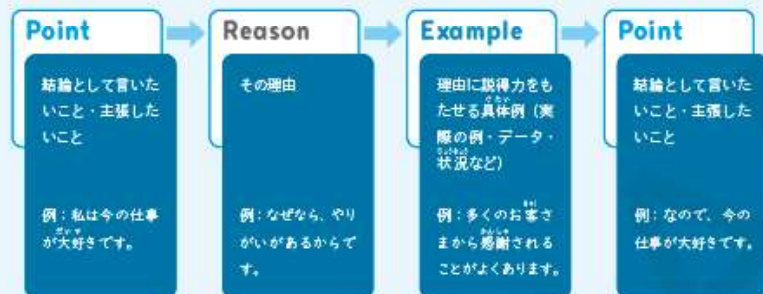 Point
結論として言いた
いこと・主張した
いこと
例：私は今の仕事
が大好きです。
Reason
その理由
例：なぜなら、やり
がいがあるからで
す。
Example
理由に説得力をも
たせる具体例（実
際の例・データ・
状況など）
例：多くのお客さ
まから感謝される
ことがよくあります。
Point
結論として言いた
いこと・主張した
いこと
例：なので、今の
仕事が大好きです。